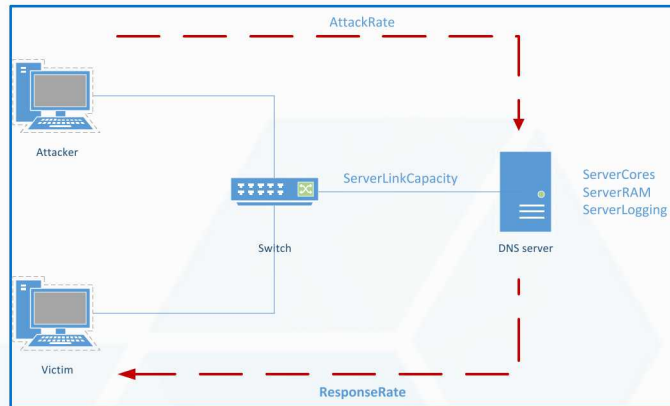 AttackRate
Attacker
ServerLinkCapacity
ServerCores
ServerRAM
ServerLogging
Switch
DNS server
Victim
ResponseRate